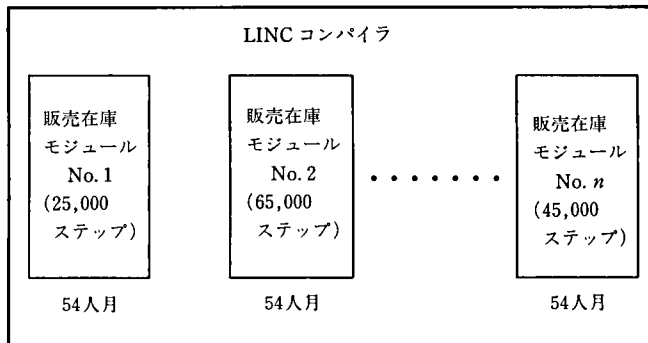 LINC コンパイラ
販売在庫
モジュール
No. 1
(25,000
ステップ)
54人月
販売在庫
モジュール
No. 2
(65,000
ステップ)
54人月
・・・・・・・
販売在庫
モジュール
No. n
(45,000
ステップ)
54人月